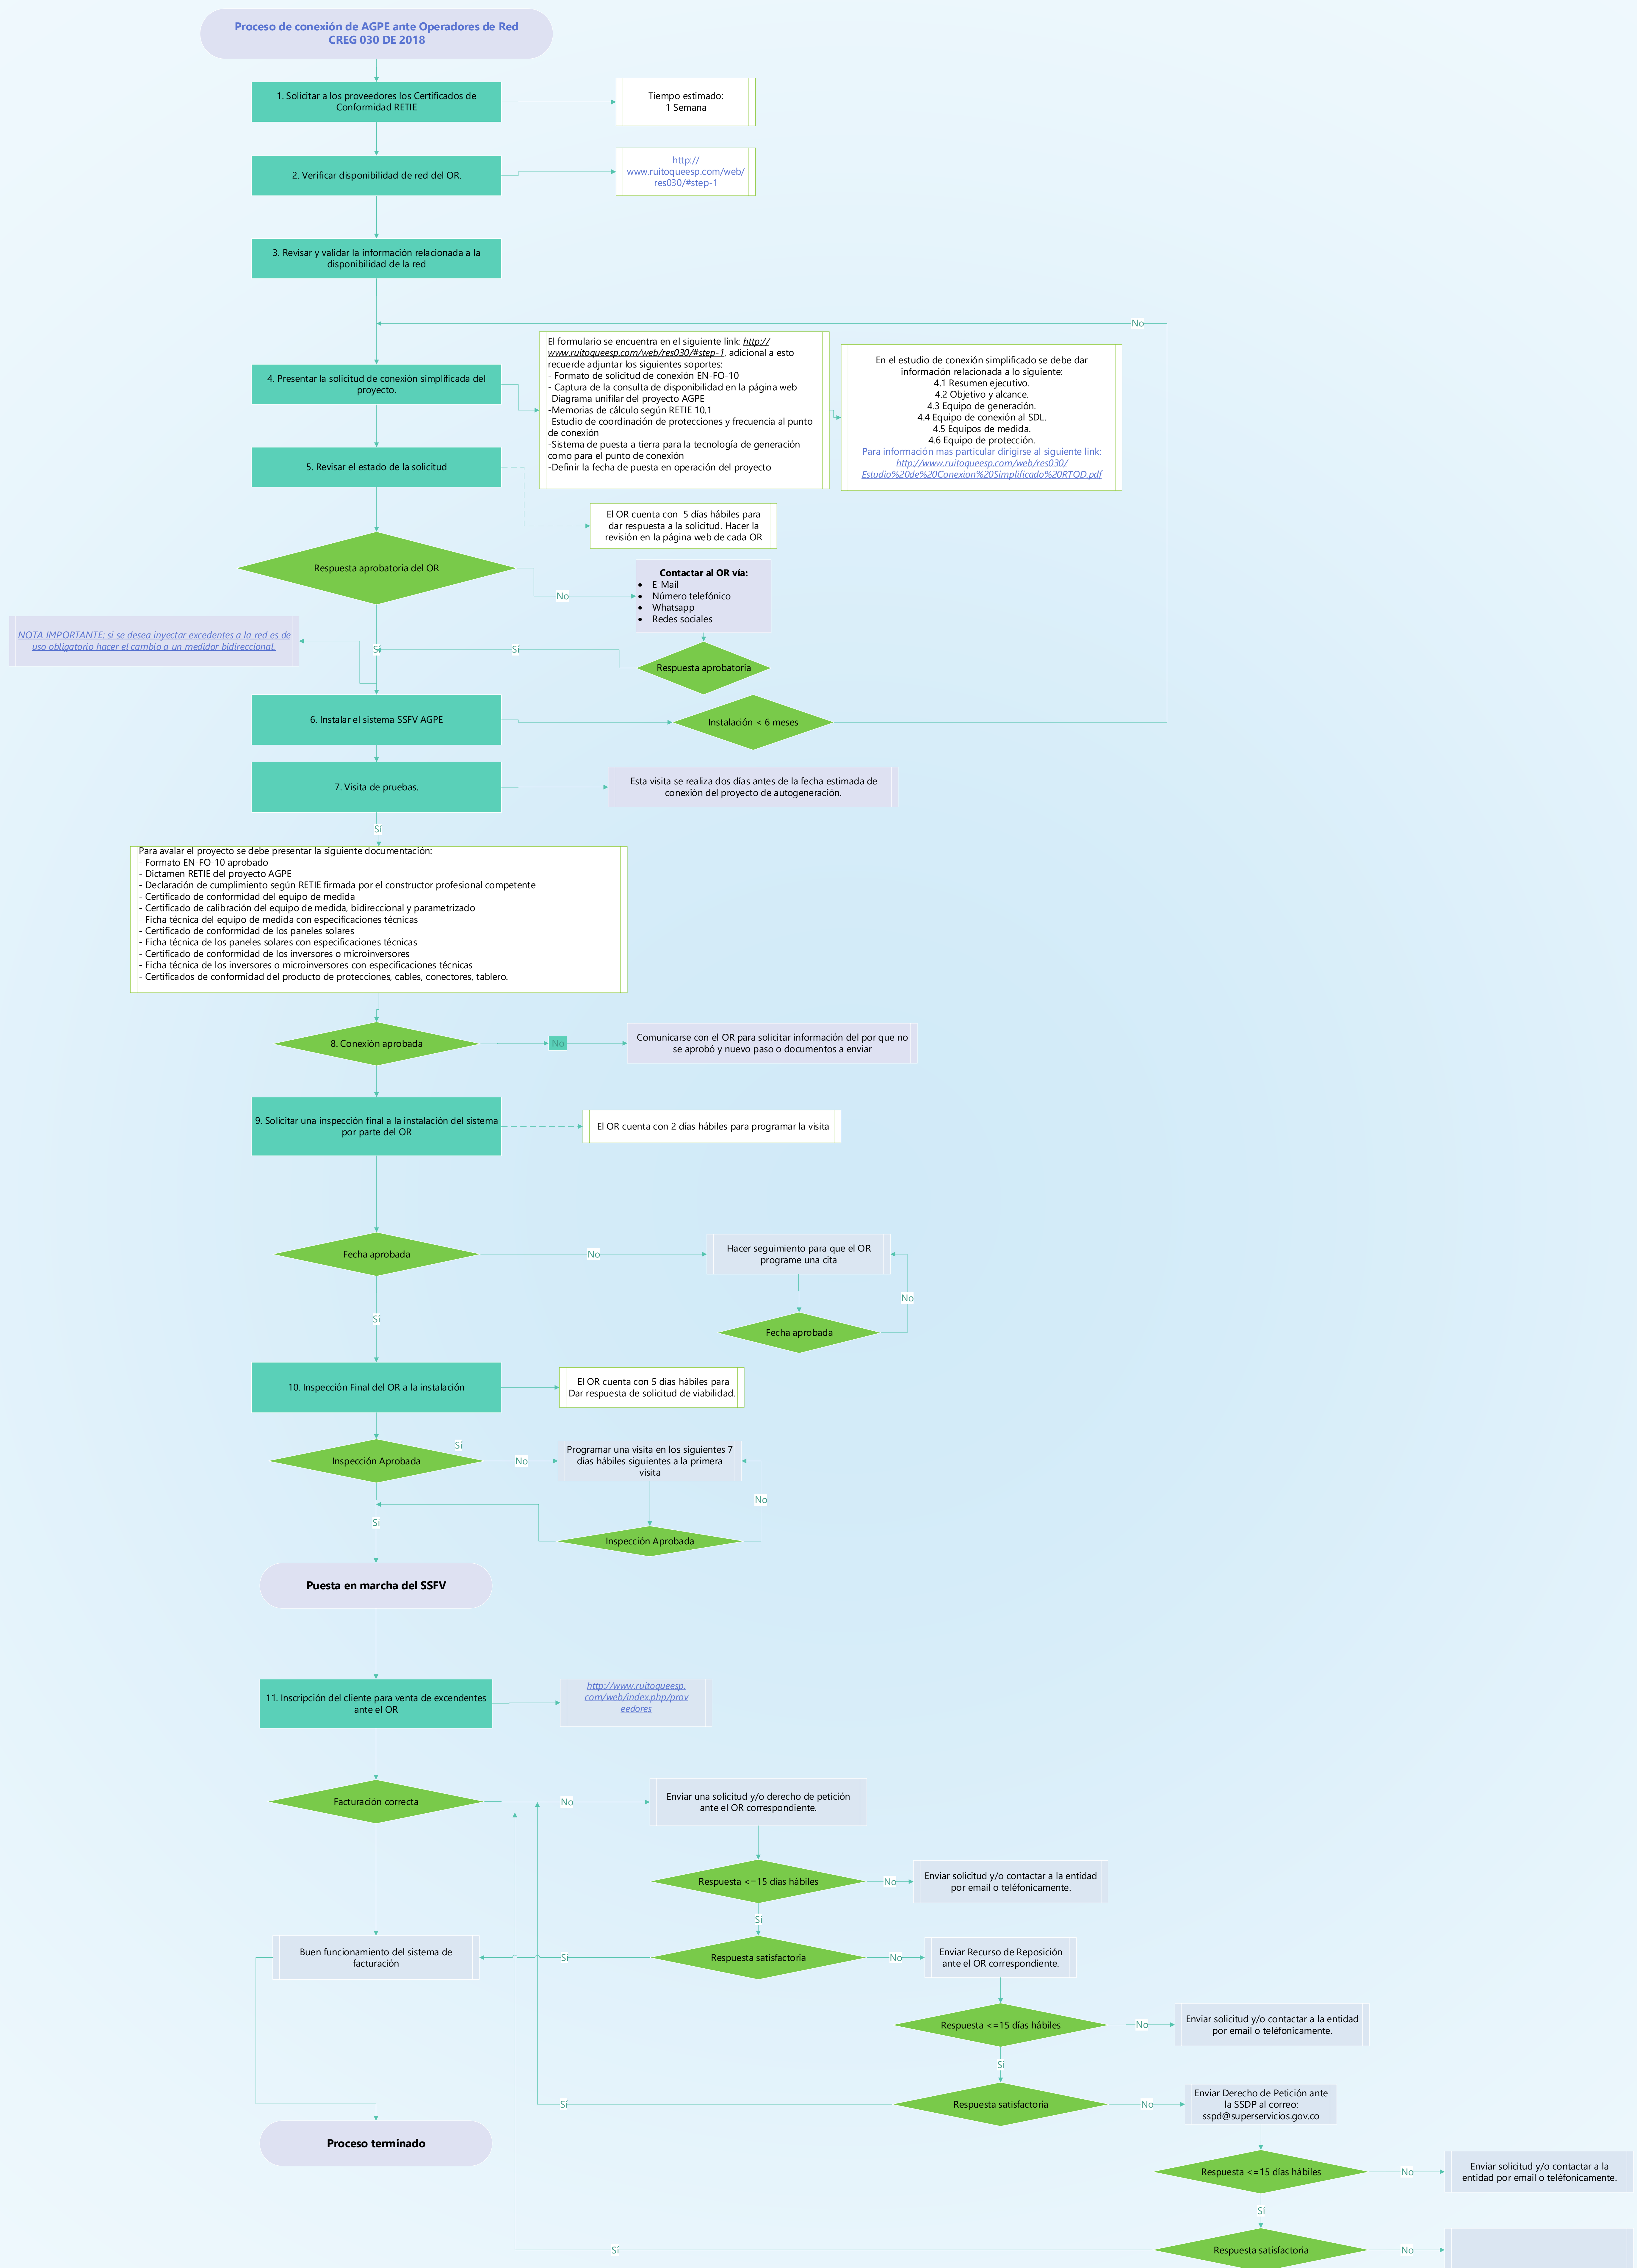 Proceso de conexión de AGPE ante Operadores de Red
CREG 030 DE 2018
1. Solicitar a los proveedores los Certificados de
Conformidad RETIE
Tiempo estimado:
1 Semana
2. Verificar disponibilidad de red del OR.
http://
www.ruitoqueesp.com/web/
res030/#step-1
3. Revisar y validar la información relacionada a la
disponibilidad de la red
No
4. Presentar la solicitud de conexión simplificada del
proyecto.
El formulario se encuentra en el siguiente link: http://
www.ruitoqueesp.com/web/res030/#step-1, adicional a esto
recuerde adjuntar los siguientes soportes:
- Formato de solicitud de conexión EN-FO-10
- Captura de la consulta de disponibilidad en la página web
-Diagrama unifilar del proyecto AGPE
-Memorias de cálculo según RETIE 10.1
-Estudio de coordinación de protecciones y frecuencia al punto
de conexión
-Sistema de puesta a tierra para la tecnología de generación
como para el punto de conexión
-Definir la fecha de puesta en operación del proyecto
En el estudio de conexión simplificado se debe dar
información relacionada a lo siguiente:
4.1 Resumen ejecutivo.
4.2 Objetivo y alcance.
4.3 Equipo de generación.
4.4 Equipo de conexión al SDL.
4.5 Equipos de medida.
4.6 Equipo de protección.
Para información mas particular dirigirse al siguiente link:
http://www.ruitoqueesp.com/web/res030/
Estudio%20de%20Conexion%20Simplificado%20RTQD.pdf
5. Revisar el estado de la solicitud
El OR cuenta con  5 días hábiles para
dar respuesta a la solicitud. Hacer la
revisión en la página web de cada OR
Respuesta aprobatoria del OR
No
Contactar al OR vía:
• E-Mail
• Número telefónico
• Whatsapp
• Redes sociales
NOTA IMPORTANTE: si se desea inyectar excedentes a la red es de
uso obligatorio hacer el cambio a un medidor bidireccional.
Sí
Sí
Respuesta aprobatoria
6. Instalar el sistema SSFV AGPE
Instalación < 6 meses
7. Visita de pruebas.
Esta visita se realiza dos días antes de la fecha estimada de
conexión del proyecto de autogeneración.
Sí
Para avalar el proyecto se debe presentar la siguiente documentación:
- Formato EN-FO-10 aprobado
- Dictamen RETIE del proyecto AGPE
- Declaración de cumplimiento según RETIE firmada por el constructor profesional competente
- Certificado de conformidad del equipo de medida
- Certificado de calibración del equipo de medida, bidireccional y parametrizado
- Ficha técnica del equipo de medida con especificaciones técnicas
- Certificado de conformidad de los paneles solares
- Ficha técnica de los paneles solares con especificaciones técnicas
- Certificado de conformidad de los inversores o microinversores
- Ficha técnica de los inversores o microinversores con especificaciones técnicas
- Certificados de conformidad del producto de protecciones, cables, conectores, tablero.
8. Conexión aprobada
No
Comunicarse con el OR para solicitar información del por que no
se aprobó y nuevo paso o documentos a enviar
9. Solicitar una inspección final a la instalación del sistema
por parte del OR
El OR cuenta con 2 días hábiles para programar la visita
Fecha aprobada
No
Hacer seguimiento para que el OR
programe una cita
No
Sí
Fecha aprobada
10. Inspección Final del OR a la instalación
El OR cuenta con 5 días hábiles para
Dar respuesta de solicitud de viabilidad.
Sí
Inspección Aprobada
No
Programar una visita en los siguientes 7
días hábiles siguientes a la primera
visita
No
Sí
Inspección Aprobada
Puesta en marcha del SSFV
11. Inscripción del cliente para venta de excendentes
ante el OR
http://www.ruitoqueesp.
com/web/index.php/prov
eedores
Facturación correcta
No
Enviar una solicitud y/o derecho de petición
ante el OR correspondiente.
Respuesta <=15 días hábiles
No
Enviar solicitud y/o contactar a la entidad
por email o teléfonicamente.
Sí
Buen funcionamiento del sistema de
facturación
Sí
Respuesta satisfactoria
No
Enviar Recurso de Reposición
ante el OR correspondiente.
Respuesta <=15 días hábiles
No
Enviar solicitud y/o contactar a la entidad
por email o teléfonicamente.
Sí
Sí
Respuesta satisfactoria
No
Enviar Derecho de Petición ante
la SSDP al correo:
sspd@superservicios.gov.co
Proceso terminado
Respuesta <=15 días hábiles
No
Enviar solicitud y/o contactar a la
entidad por email o teléfonicamente.
Sí
Sí
Respuesta satisfactoria
No